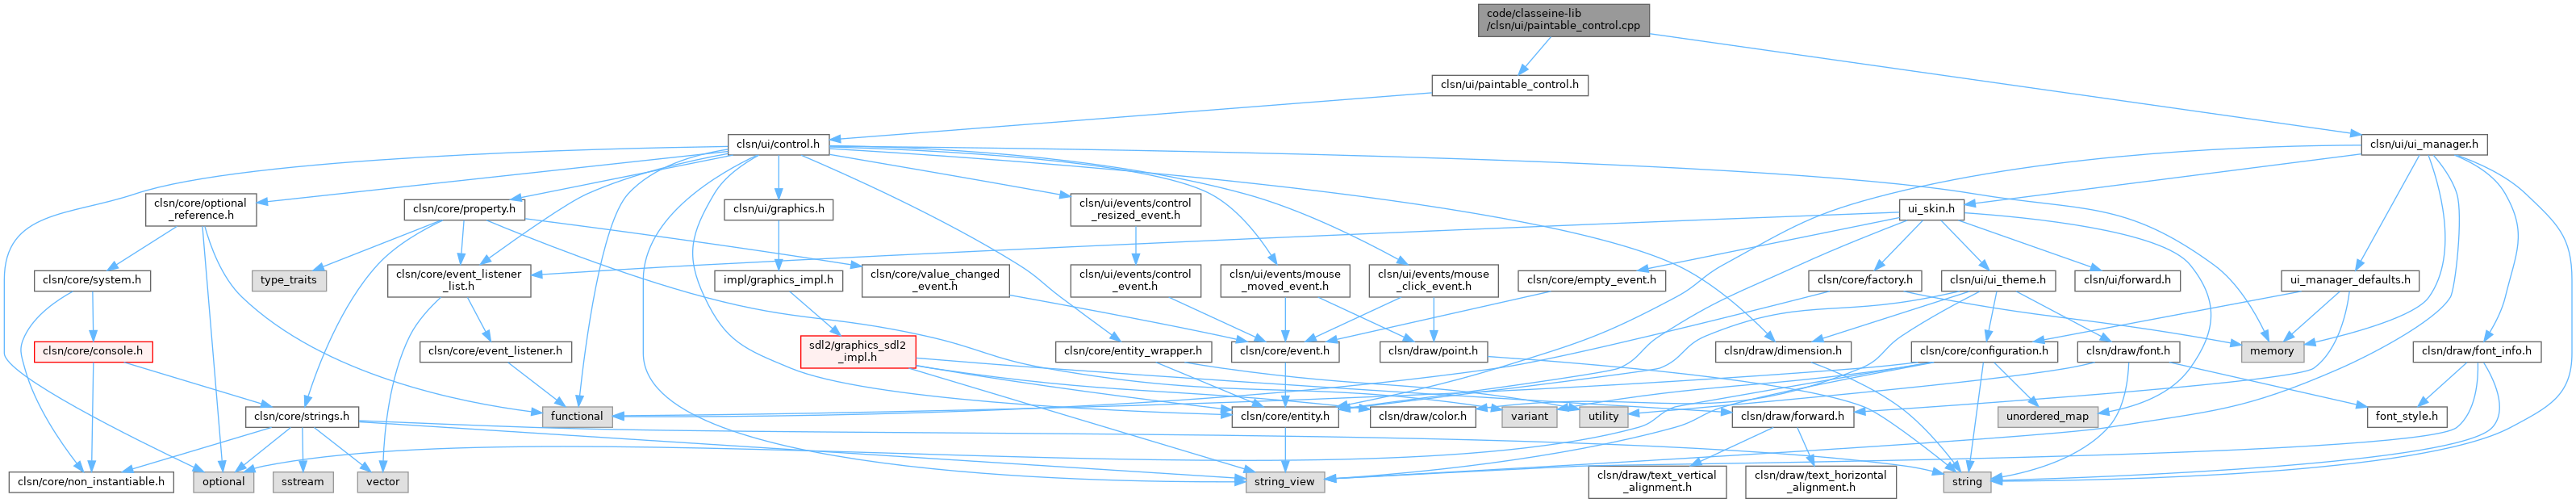 code/classeine-lib
/clsn/ui/paintable_control.cpp
clsn/ui/paintable_control.h
clsn/ui/control.h
clsn/ui/ui_manager.h
clsn/core/optional
_reference.h
clsn/core/property.h
clsn/ui/graphics.h
clsn/ui/events/control
_resized_event.h
ui_skin.h
clsn/core/system.h
type_traits
clsn/core/event_listener
_list.h
clsn/core/value_changed
_event.h
impl/graphics_impl.h
clsn/ui/events/control
_event.h
clsn/ui/events/mouse
_moved_event.h
clsn/ui/events/mouse
_click_event.h
clsn/core/empty_event.h
clsn/core/factory.h
clsn/ui/ui_theme.h
clsn/ui/forward.h
ui_manager_defaults.h
clsn/core/console.h
clsn/core/event_listener.h
sdl2/graphics_sdl2
_impl.h
clsn/core/entity_wrapper.h
clsn/core/event.h
clsn/draw/point.h
clsn/draw/dimension.h
clsn/core/configuration.h
clsn/draw/font.h
memory
clsn/draw/font_info.h
clsn/core/strings.h
functional
clsn/core/entity.h
clsn/draw/color.h
variant
utility
clsn/draw/forward.h
unordered_map
font_style.h
clsn/core/non_instantiable.h
optional
sstream
vector
string_view
clsn/draw/text_vertical
_alignment.h
clsn/draw/text_horizontal
_alignment.h
string